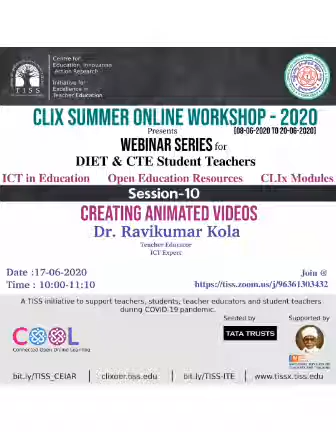 Centre for
Education, Innovation
Action Research
Initiative for
Excellence in
Teacher Education
TISS
CLIX SUMMER ONLINE WORKSHOP - 2020
Presents
[08-06-2020 TO 20-06-2020]
WEBINAR SERIES for
DIET & CTE Student Teachers
ICT in Education Open Education Resources CLIx Modules
Session-10
CREATING ANIMATED VIDEOS
Dr. Ravikumar Kola
Teacher Educator
ICT Expert
Date :17-06-2020
Time : 10:00-11:10
Join @
https://tiss.zoom.us/j/96361303432
A TISS initiative to support teachers, students, teacher educators and student teachers
during COVID-19 pandemic.
Seeded by
Supported by
TATA TRUSTS
COOL
Connected Open Online Learning
bit.ly/TISS_CEIAR | clixoer.tiss.edu | bit.ly/TISS-ITE | www.tissx.tiss.edu